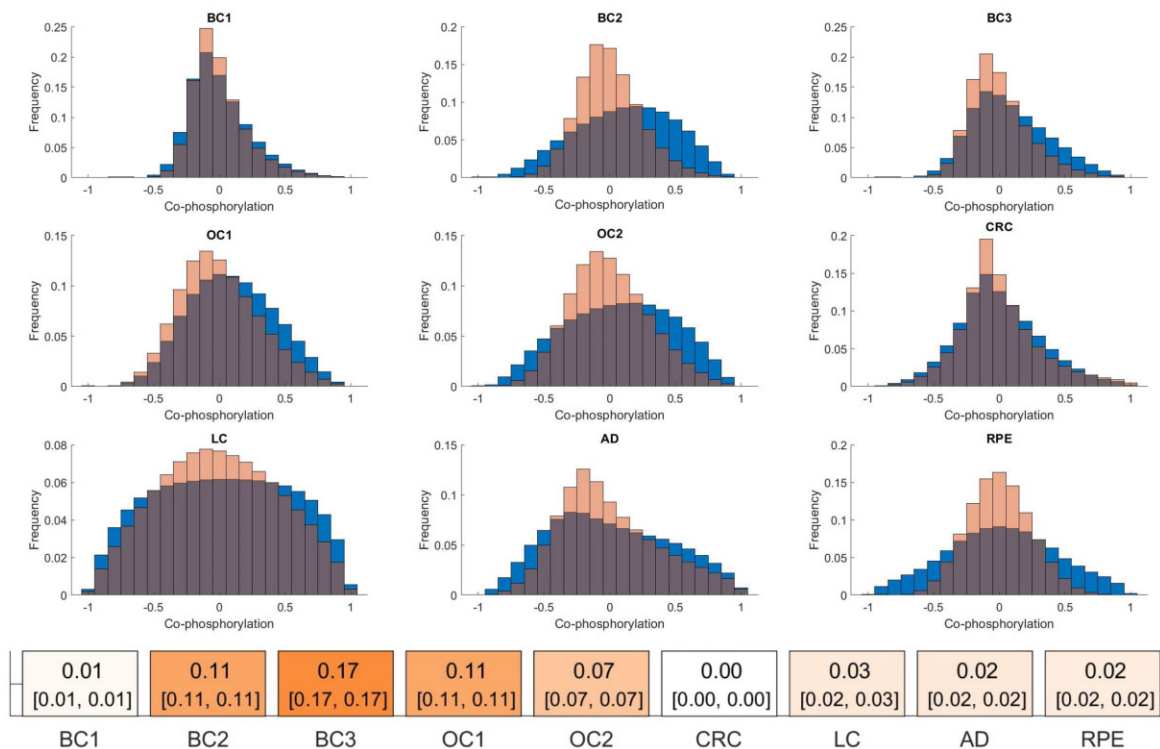 BC1
BC2
BC3
0.25
0.2
0.15
0.1
0.05
0
Frequency
-1 -0.5 0 0.5 1
Co-phosphorylation
0.2
0.15
0.1
0.05
0
Frequency
-1 -0.5 0 0.5 1
Co-phosphorylation
0.25
0.2
0.15
0.1
0.05
0
Frequency
-1 -0.5 0 0.5 1
Co-phosphorylation
OC1
OC2
CRC
0.15
0.1
0.05
0
Frequency
-1 -0.5 0 0.5 1
Co-phosphorylation
0.15
0.1
0.05
0
Frequency
-1 -0.5 0 0.5 1
Co-phosphorylation
0.2
0.15
0.1
0.05
0
Frequency
-1 -0.5 0 0.5 1
Co-phosphorylation
LC
AD
RPE
0.08
0.06
0.04
0.02
0
Frequency
-1 -0.5 0 0.5 1
Co-phosphorylation
0.15
0.1
0.05
0
Frequency
-1 -0.5 0 0.5 1
Co-phosphorylation
0.2
0.15
0.1
0.05
0
Frequency
-1 -0.5 0 0.5 1
Co-phosphorylation
0.01 0.11 0.17 0.11 0.07 0.00 0.03 0.02 0.02
[0.01, 0.01] [0.11, 0.11] [0.17, 0.17] [0.11, 0.11] [0.07, 0.07] [0.00, 0.00] [0.02, 0.03] [0.02, 0.02] [0.02, 0.02]
BC1 BC2 BC3 OC1 OC2 CRC LC AD RPE